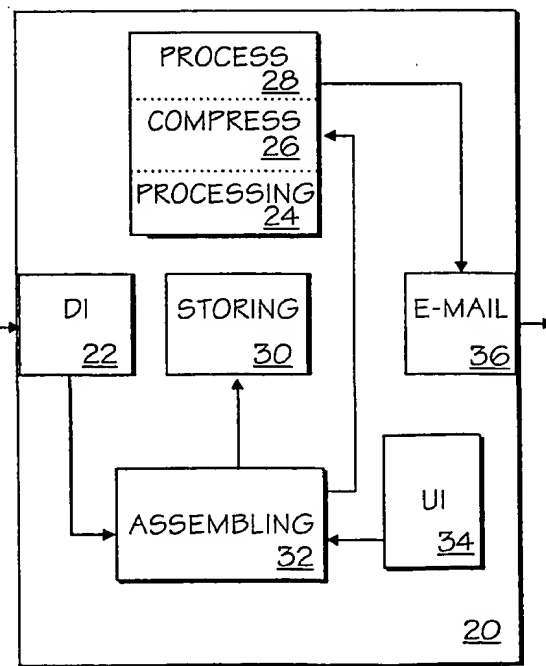 PROCESS
28
COMPRESS
26
PROCESSING
24
DI
22
STORING
30
E-MAIL
36
ASSEMBLING
32
UI
34
20